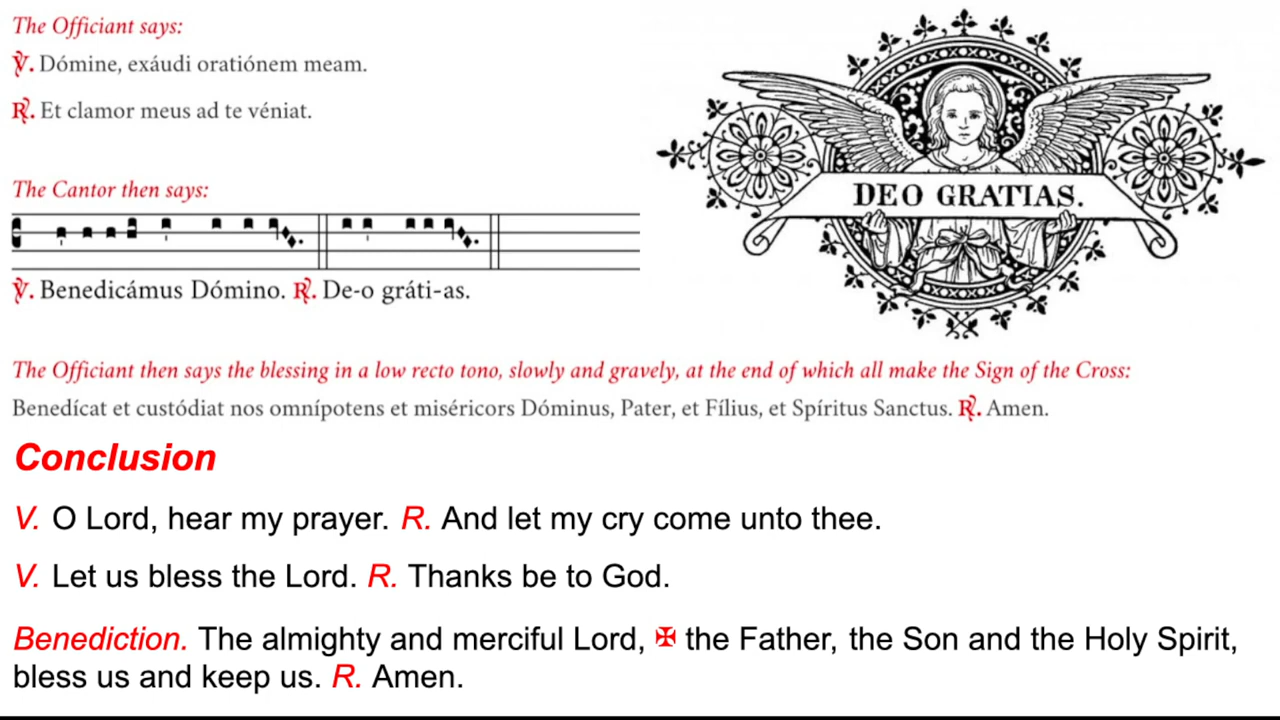 The Officiant says:
℣. Dómine, exáudi oratiónem meam.
℟. Et clamor meus ad te véniat.
The Cantor then says:
℣. Benedicámus Dómino. ℟. De-o gráti-as.
DEO GRATIAS.
The Officiant then says the blessing in a low recto tono, slowly and gravely, at the end of which all make the Sign of the Cross:
Benedícat et custódiat nos omnípotens et miséricors Dóminus, Pater, et Fílius, et Spíritus Sanctus. ℟. Amen.
Conclusion
V. O Lord, hear my prayer. R. And let my cry come unto thee.
V. Let us bless the Lord. R. Thanks be to God.
Benediction. The almighty and merciful Lord, ✠ the Father, the Son and the Holy Spirit,
bless us and keep us. R. Amen.